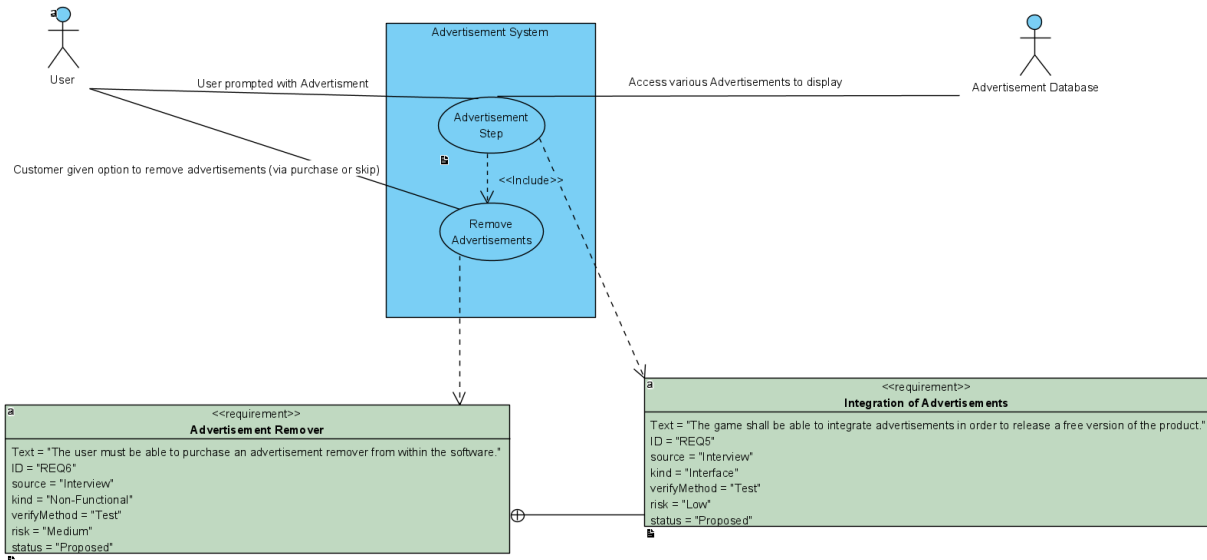 a
User
Advertisement System
Advertisement Database
User prompted with Advertisment
Access various Advertisements to display
Advertisement
Step
<<Include>>
Customer given option to remove advertisements (via purchase or skip)
Remove
Advertisements
a
<<requirement>>
Advertisement Remover
Text = "The user must be able to purchase an advertisement remover from within the software."
ID = "REQ6"
source = "Interview"
kind = "Non-Functional"
verifyMethod = "Test"
risk = "Medium"
status = "Proposed"
a
<<requirement>>
Integration of Advertisements
Text = "The game shall be able to integrate advertisements in order to release a free version of the product."
ID = "REQ5"
source = "Interview"
kind = "Interface"
verifyMethod = "Test"
risk = "Low"
status = "Proposed"